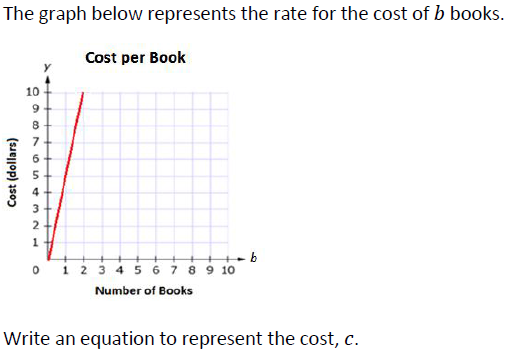 The graph below represents the rate for the cost of b books.
Cost per Book
y
10
9
8
7
6
5
4
3
2
1
Cost (dollars)
0 1 2 3 4 5 6 7 8 9 10
b
Number of Books
Write an equation to represent the cost, c.